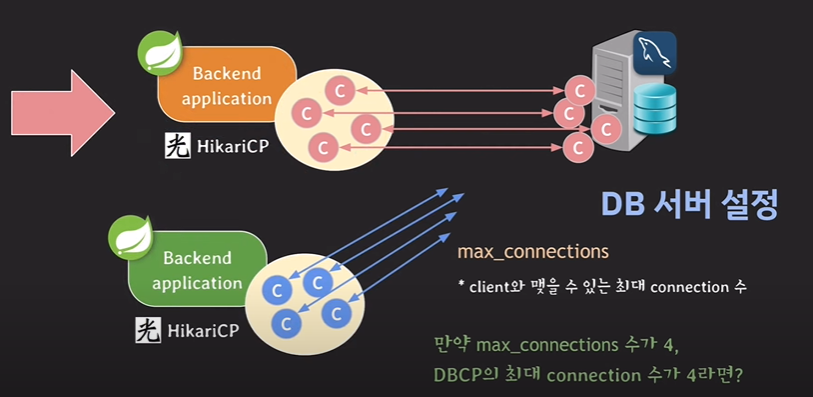 Backend
application
光 HikariCP
C
C
C
C
C
C
C
C
DB 서버 설정
max_connections
* client와 맺을 수 있는 최대 connection 수
Backend
application
光 HikariCP
C
C
C
C
만약 max_connections 수가 4,
DBCP의 최대 connection 수가 4라면?